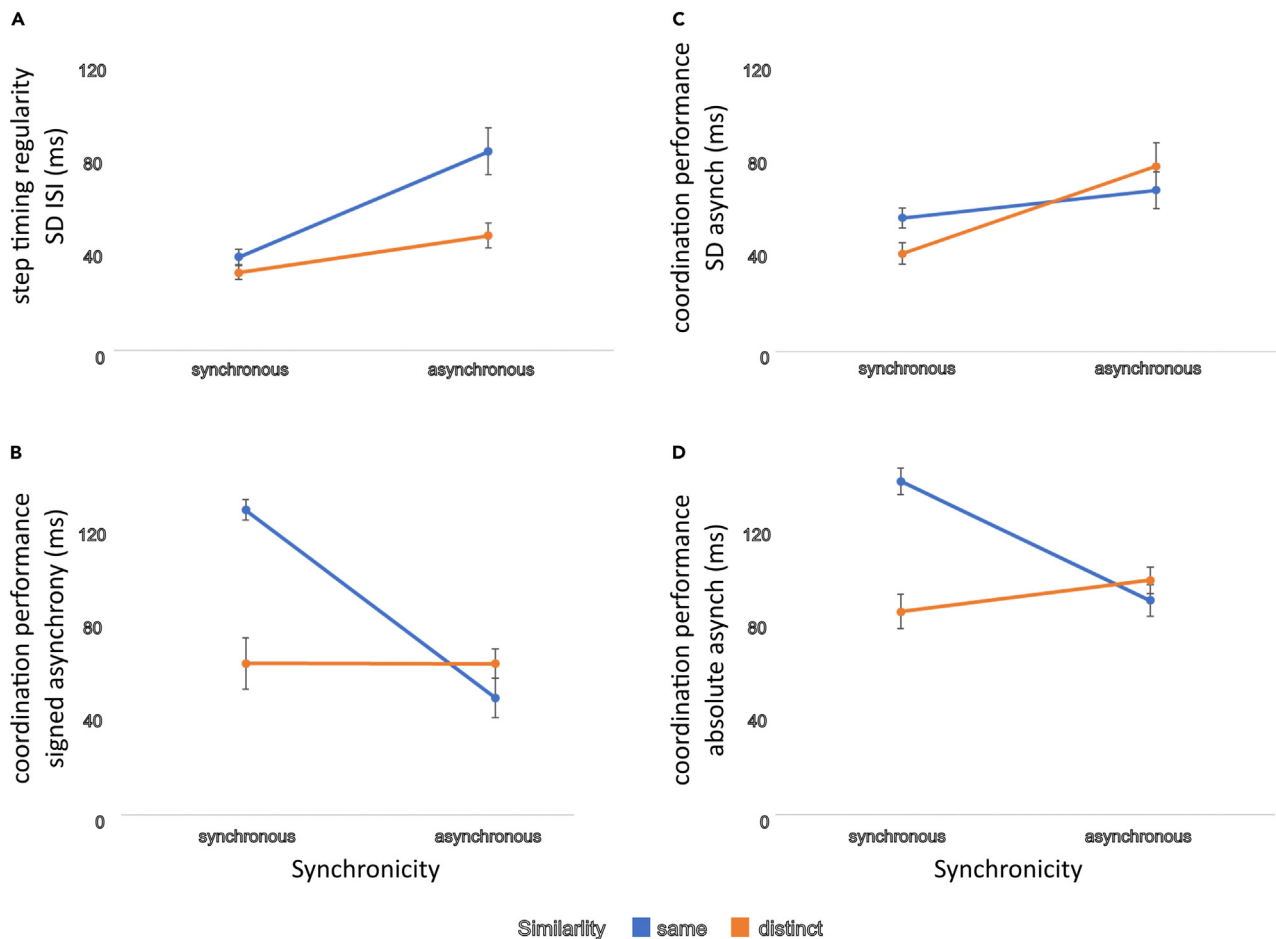 A
step timing regularity
SD ISI (ms)
120
80
40
0
synchronous asynchronous
C
coordination performance
SD asynch (ms)
120
80
40
0
synchronous asynchronous
B
coordination performance
signed asynchrony (ms)
120
80
40
0
synchronous asynchronous
Synchronicity
D
coordination performance
absolute asynch (ms)
120
80
40
0
synchronous asynchronous
Synchronicity
Similarlity same distinct